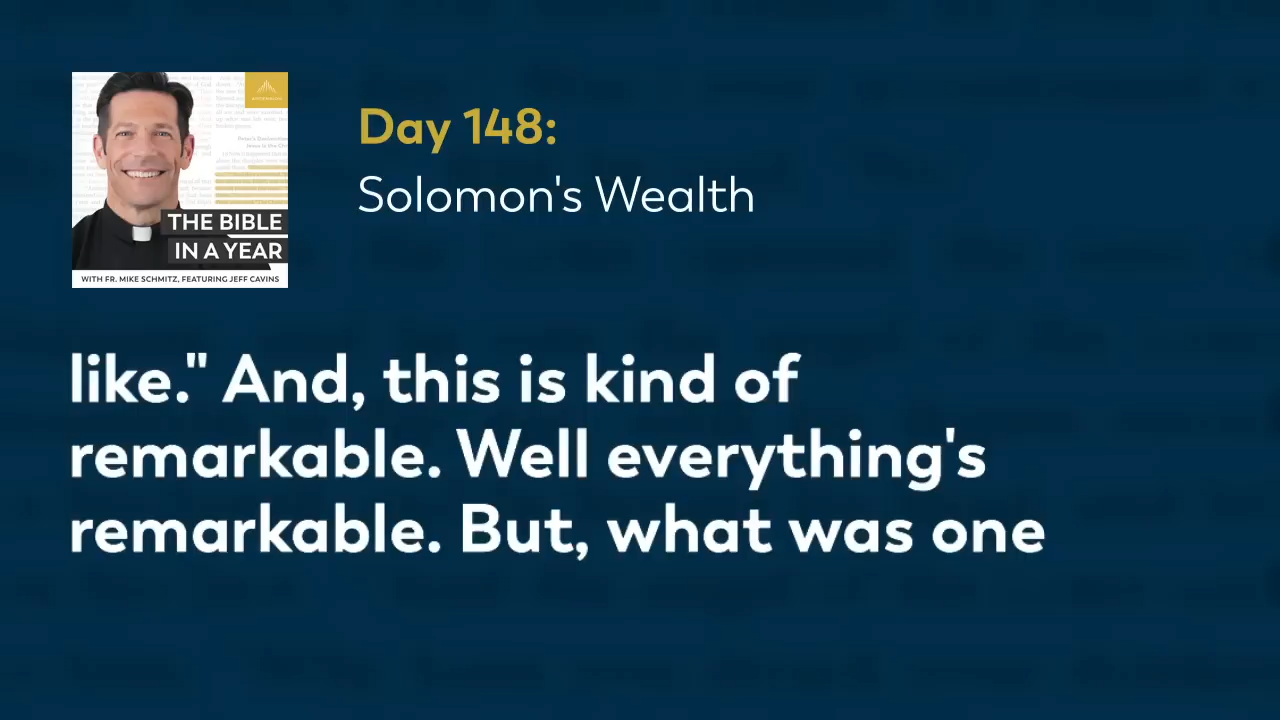 Day 148:
Solomon's Wealth
THE BIBLE
IN A YEAR
WITH FR. MIKE SCHMITZ, FEATURING JEFF CAVINS
like." And, this is kind of
remarkable. Well everything's
remarkable. But, what was one